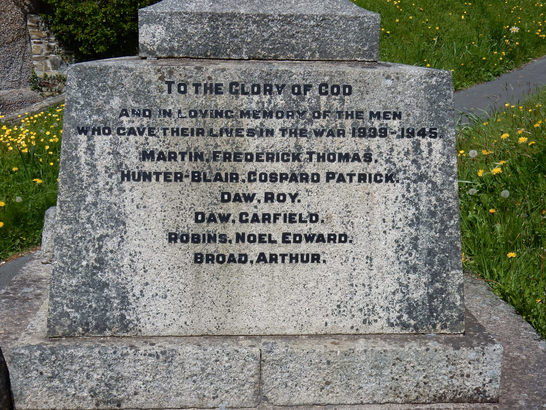 TO THE GLORY OF GOD
AND IN LOVING MEMORY OF THE MEN
WHO GAVE THEIR LIVES IN THE WAR 1939-1945.
MARTIN, FREDERICK, THOMAS,
HUNTER-BLAIR, GOSPARD PATRICK.
DAW, ROY.
DAW, GARFIELD.
ROBINS, NOEL EDWARD.
BROAD, ARTHUR.